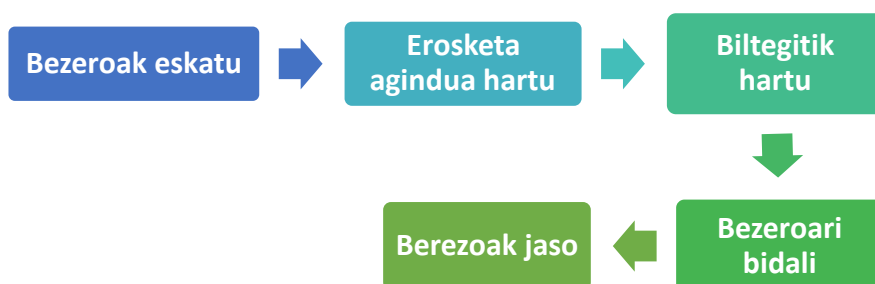 Bezeroak eskatu
Erosketa
agindua hartu
Biltegitik
hartu
Bezeroari
bidali
Berezoak jaso